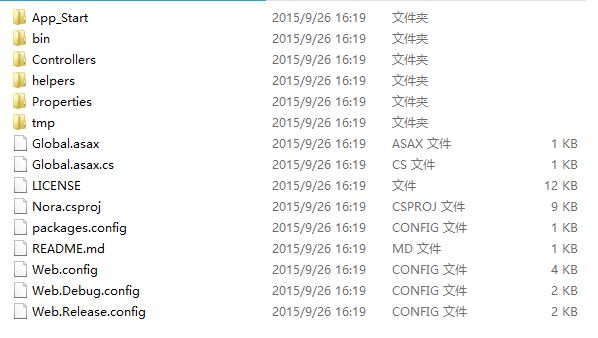 App_Start 2015/9/26 16:19 文件夹
bin 2015/9/26 16:19 文件夹
Controllers 2015/9/26 16:19 文件夹
helpers 2015/9/26 16:19 文件夹
Properties 2015/9/26 16:19 文件夹
tmp 2015/9/26 16:19 文件夹
Global.asax 2015/9/26 16:19 ASAX 文件 1 KB
Global.asax.cs 2015/9/26 16:19 CS 文件 1 KB
LICENSE 2015/9/26 16:19 文件 12 KB
Nora.csproj 2015/9/26 16:19 CSPROJ 文件 9 KB
packages.config 2015/9/26 16:19 CONFIG 文件 1 KB
README.md 2015/9/26 16:19 MD 文件 1 KB
Web.config 2015/9/26 16:19 CONFIG 文件 4 KB
Web.Debug.config 2015/9/26 16:19 CONFIG 文件 2 KB
Web.Release.config 2015/9/26 16:19 CONFIG 文件 2 KB